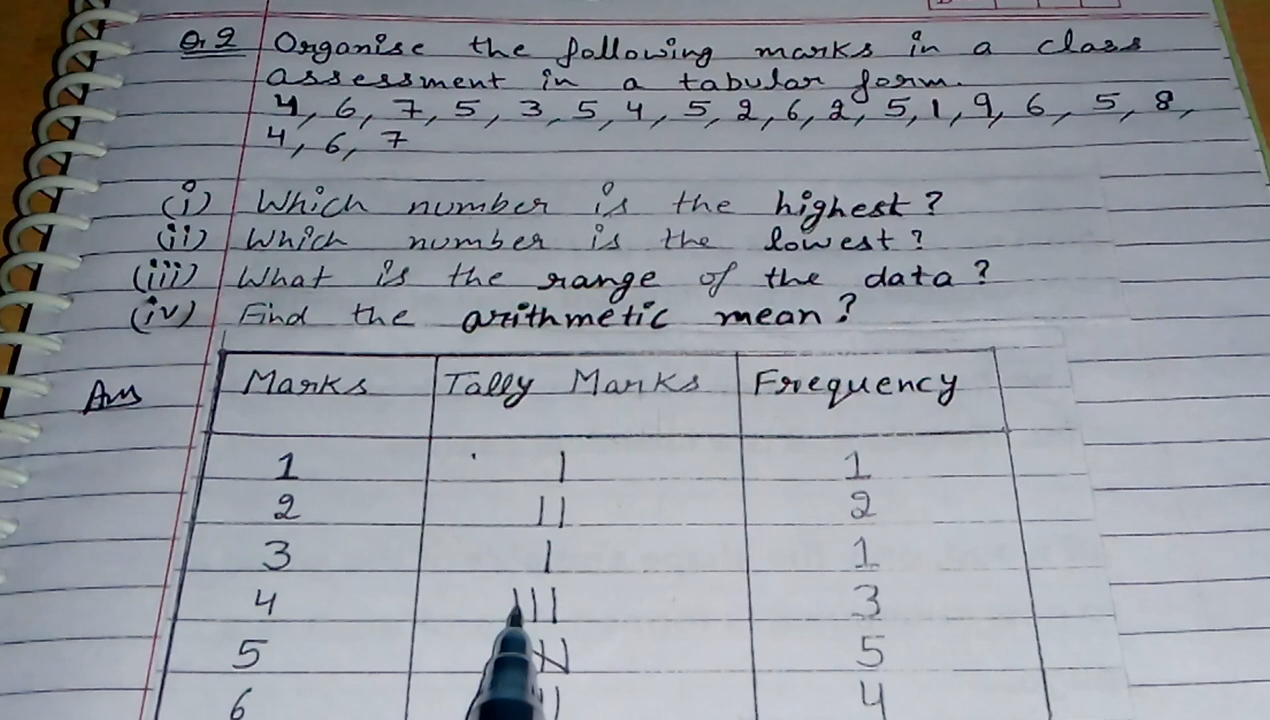 Q.2 Organise the following marks in a class
assessment in a tabular form.
4, 6, 7, 5, 3, 5, 4, 5, 2, 6, 2, 5, 1, 9, 6, 5, 8,
4, 6, 7
(i) Which number is the highest?
(ii) Which number is the lowest?
(iii) What is the range of the data?
(iv) Find the arithmetic mean?
Ans Marks Tally Marks Frequency
1 | 1
2 || 2
3 | 1
4 ||| 3
5 5
6 4